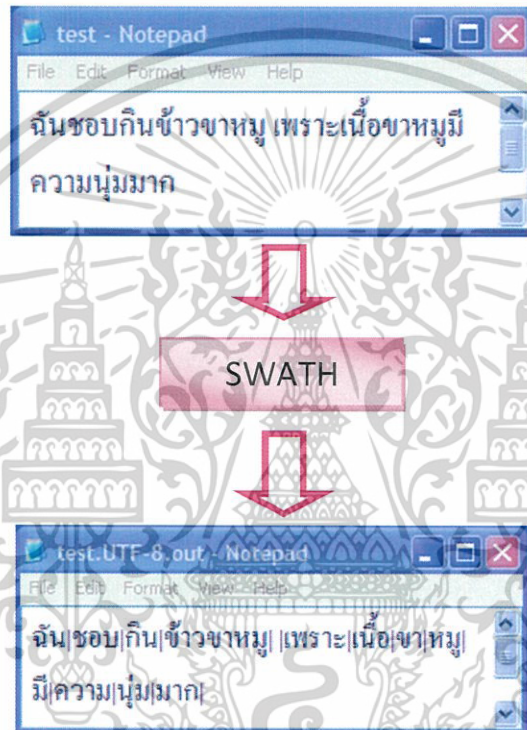 test - Notepad
File Edit Format View Help
ฉันชอบกินข้าวขาหมู เพราะเนื้อขาหมูมี
ความนุ่มมาก
SWATH
test.UTF-8.out - Notepad
File Edit Format View Help
ฉัน|ชอบ|กิน|ข้าวขาหมู| |เพราะ|เนื้อ|ขา|หมู|
มี|ความ|นุ่ม|มาก|